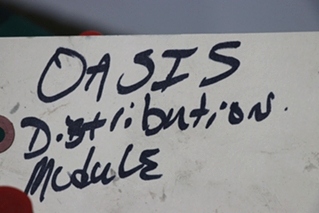 OASIS
Distribution.
Module